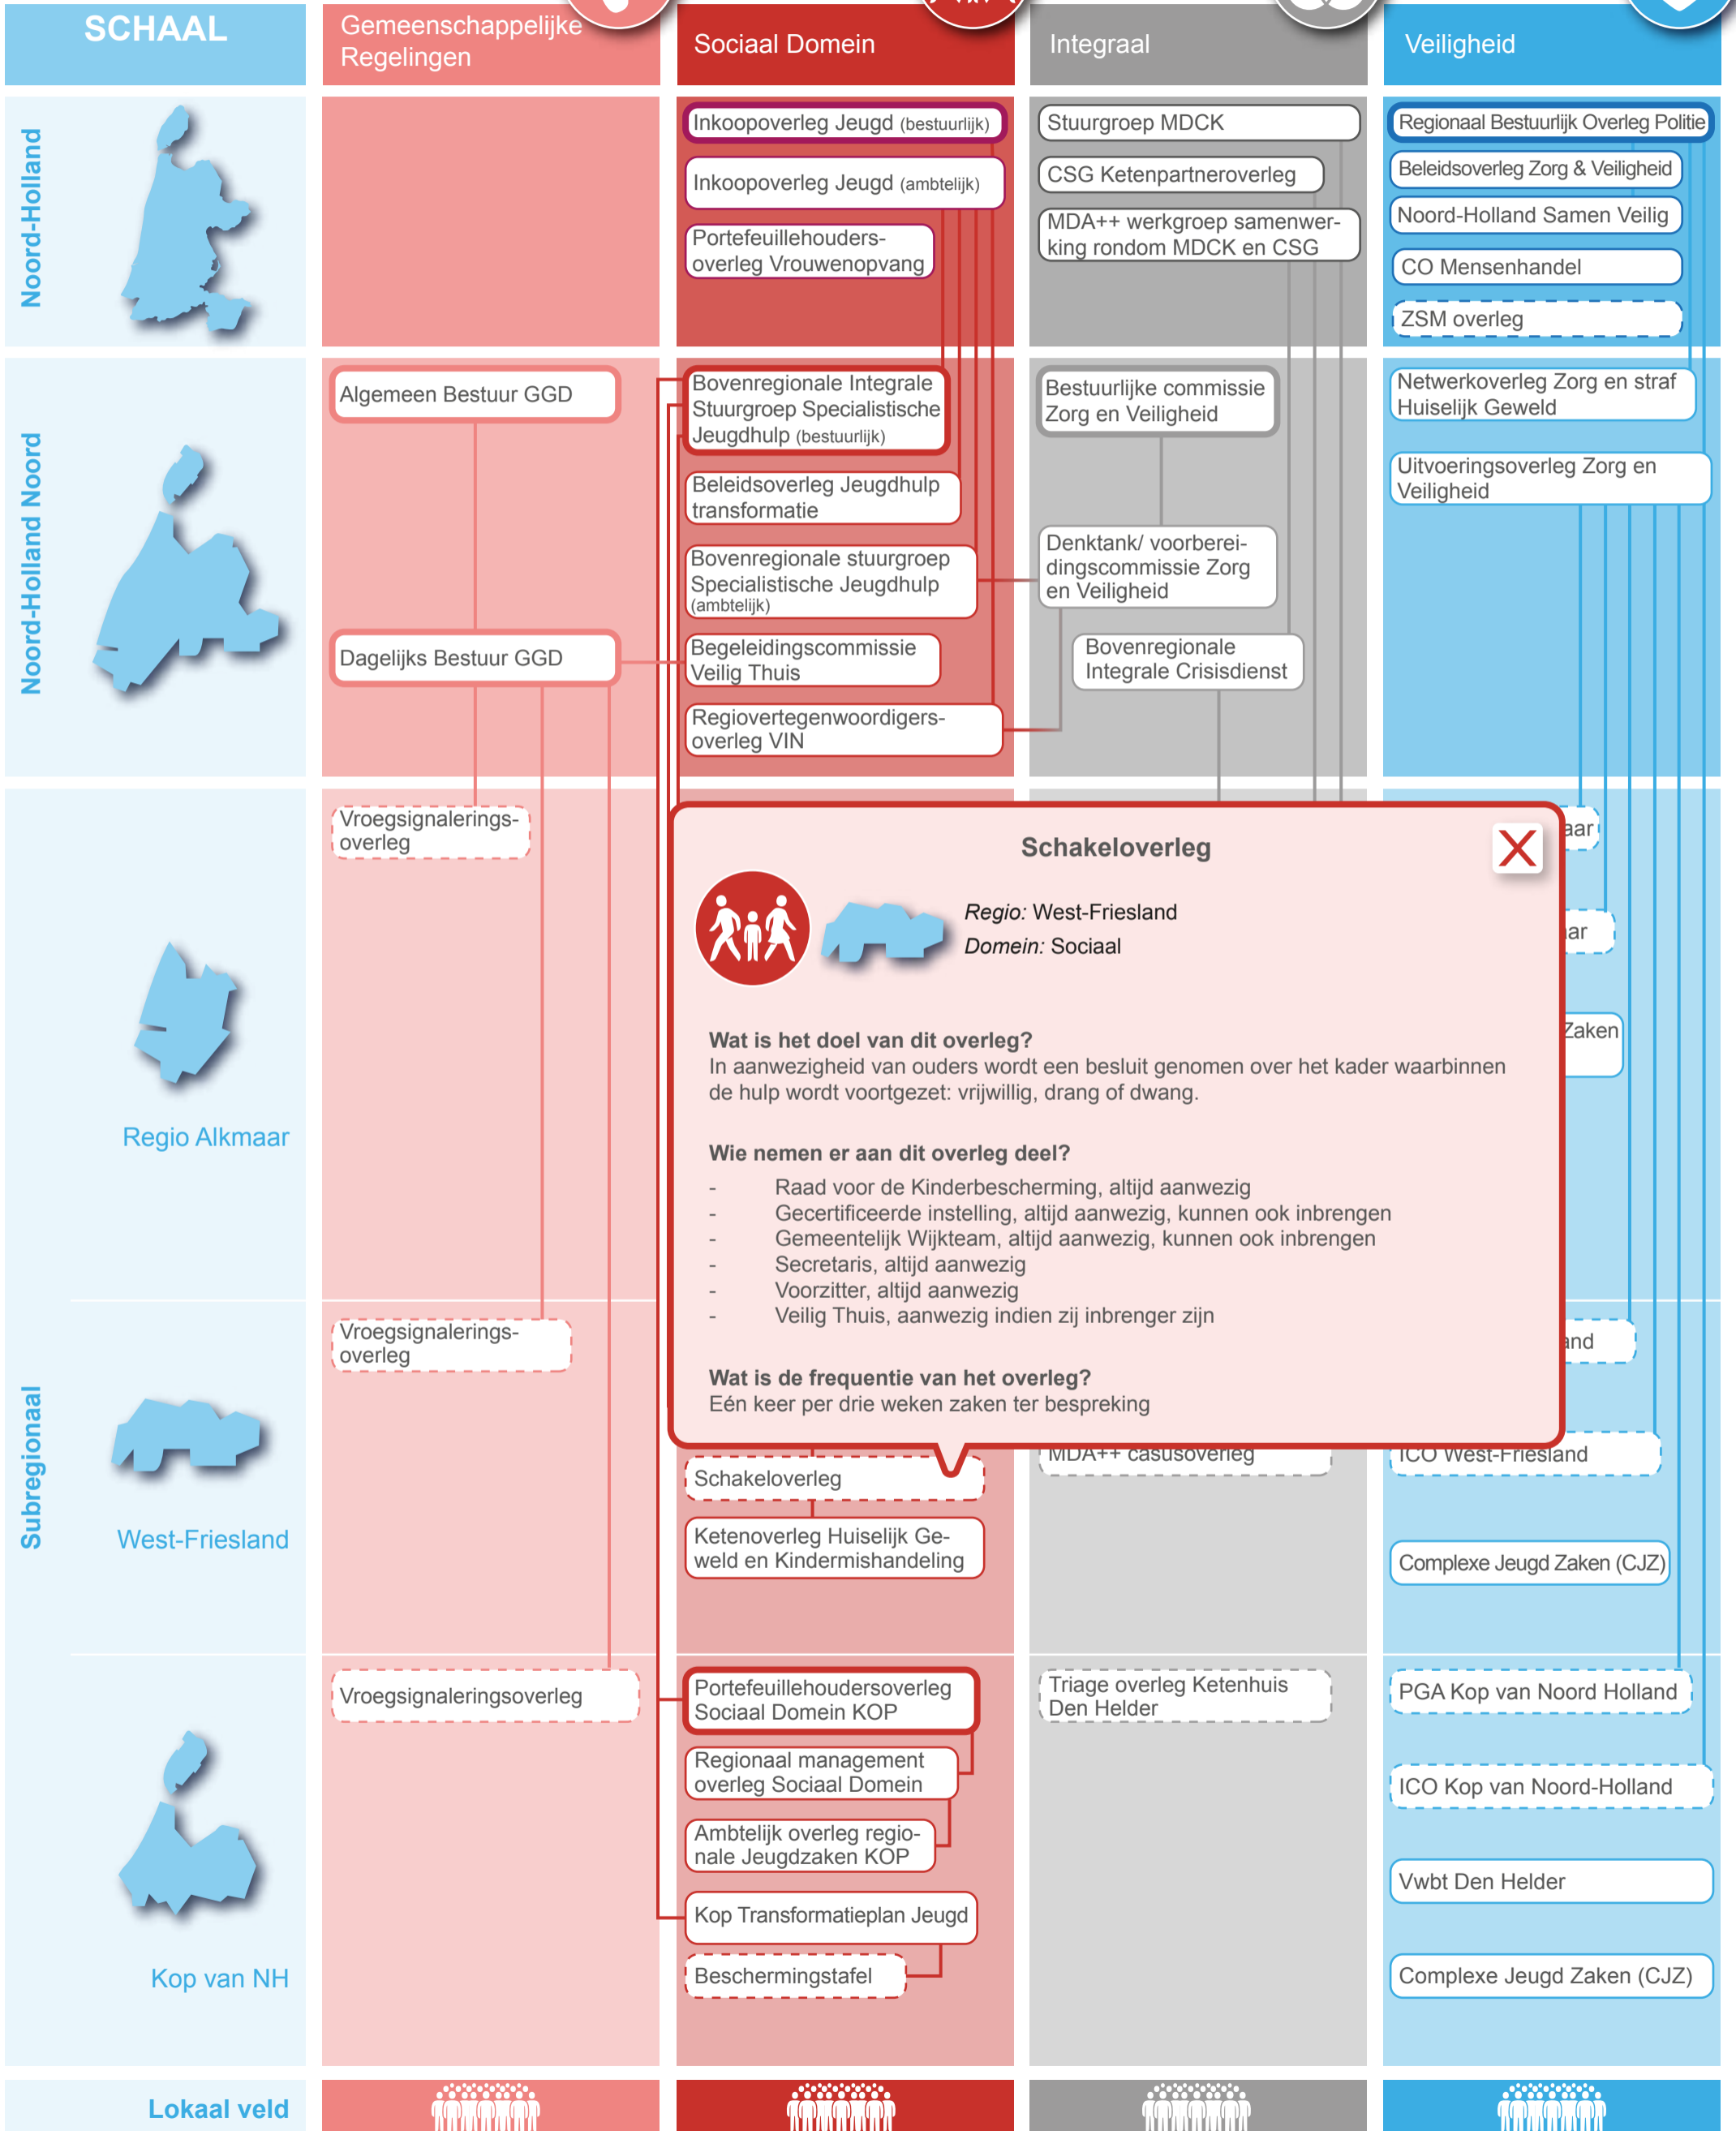 SCHAAL
Gemeenschappelijke
Regelingen
Sociaal Domein
Integraal
Veiligheid
Noord-Holland
Inkoopoverleg Jeugd (bestuurlijk)
Inkoopoverleg Jeugd (ambtelijk)
Portefeuillehouders-
overleg Vrouwenopvang
Stuurgroep MDCK
CSG Ketenpartneroverleg
MDA++ werkgroep samenwer-
king rondom MDCK en CSG
Regionaal Bestuurlijk Overleg Politie
Beleidsoverleg Zorg & Veiligheid
Noord-Holland Samen Veilig
CO Mensenhandel
ZSM overleg
Noord-Holland Noord
Algemeen Bestuur GGD
Dagelijks Bestuur GGD
Bovenregionale Integrale
Stuurgroep Specialistische
Jeugdhulp (bestuurlijk)
Beleidsoverleg Jeugdhulp
transformatie
Bovenregionale stuurgroep
Specialistische Jeugdhulp
(ambtelijk)
Begeleidingscommissie
Veilig Thuis
Regiovertegenwoordigers-
overleg VIN
Bestuurlijke commissie
Zorg en Veiligheid
Denktank/ voorberei-
dingscommissie Zorg
en Veiligheid
Bovenregionale
Integrale Crisisdienst
Netwerkoverleg Zorg en straf
Huiselijk Geweld
Uitvoeringsoverleg Zorg en
Veiligheid
Subregionaal
Regio Alkmaar
Vroegsignalerings-
overleg
aar
ar
Zaken
Schakeloverleg
X
Regio: West-Friesland
Domein: Sociaal
Wat is het doel van dit overleg?
In aanwezigheid van ouders wordt een besluit genomen over het kader waarbinnen
de hulp wordt voortgezet: vrijwillig, drang of dwang.
Wie nemen er aan dit overleg deel?
- Raad voor de Kinderbescherming, altijd aanwezig
- Gecertificeerde instelling, altijd aanwezig, kunnen ook inbrengen
- Gemeentelijk Wijkteam, altijd aanwezig, kunnen ook inbrengen
- Secretaris, altijd aanwezig
- Voorzitter, altijd aanwezig
- Veilig Thuis, aanwezig indien zij inbrenger zijn
Wat is de frequentie van het overleg?
Eén keer per drie weken zaken ter bespreking
West-Friesland
Vroegsignalerings-
overleg
Schakeloverleg
Ketenoverleg Huiselijk Ge-
weld en Kindermishandeling
MDA++ casusoverleg
and
ICO West-Friesland
Complexe Jeugd Zaken (CJZ)
Kop van NH
Vroegsignaleringsoverleg
Portefeuillehoudersoverleg
Sociaal Domein KOP
Regionaal management
overleg Sociaal Domein
Ambtelijk overleg regio-
nale Jeugdzaken KOP
Kop Transformatieplan Jeugd
Beschermingstafel
Triage overleg Ketenhuis
Den Helder
PGA Kop van Noord Holland
ICO Kop van Noord-Holland
Vwbt Den Helder
Complexe Jeugd Zaken (CJZ)
Lokaal veld